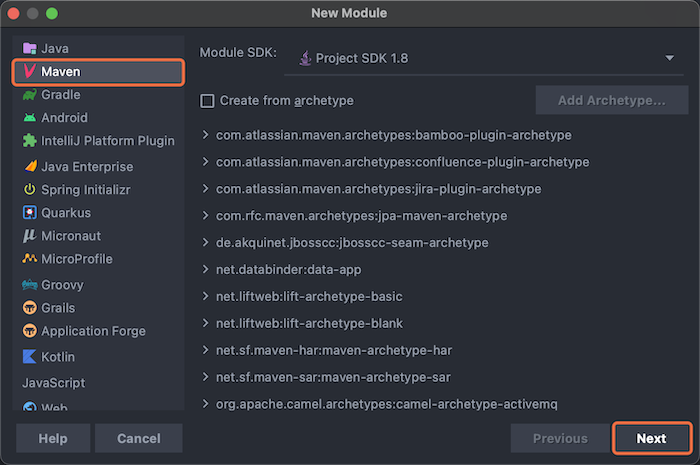 New Module
Java
Maven
Gradle
Android
IntelliJ Platform Plugin
Java Enterprise
Spring Initializr
Quarkus
Micronaut
MicroProfile
Groovy
Grails
Application Forge
Kotlin
JavaScript
Web
Module SDK:
Project SDK 1.8
Create from archetype
Add Archetype...
com.atlassian.maven.archetypes:bamboo-plugin-archetype
com.atlassian.maven.archetypes:confluence-plugin-archetype
com.atlassian.maven.archetypes:jira-plugin-archetype
com.rfc.maven.archetypes:jpa-maven-archetype
de.akquinet.jbosscc:jbosscc-seam-archetype
net.databinder:data-app
net.liftweb:lift-archetype-basic
net.liftweb:lift-archetype-blank
net.sf.maven-har:maven-archetype-har
net.sf.maven-sar:maven-archetype-sar
org.apache.camel.archetypes:camel-archetype-activemq
Help
Cancel
Previous
Next